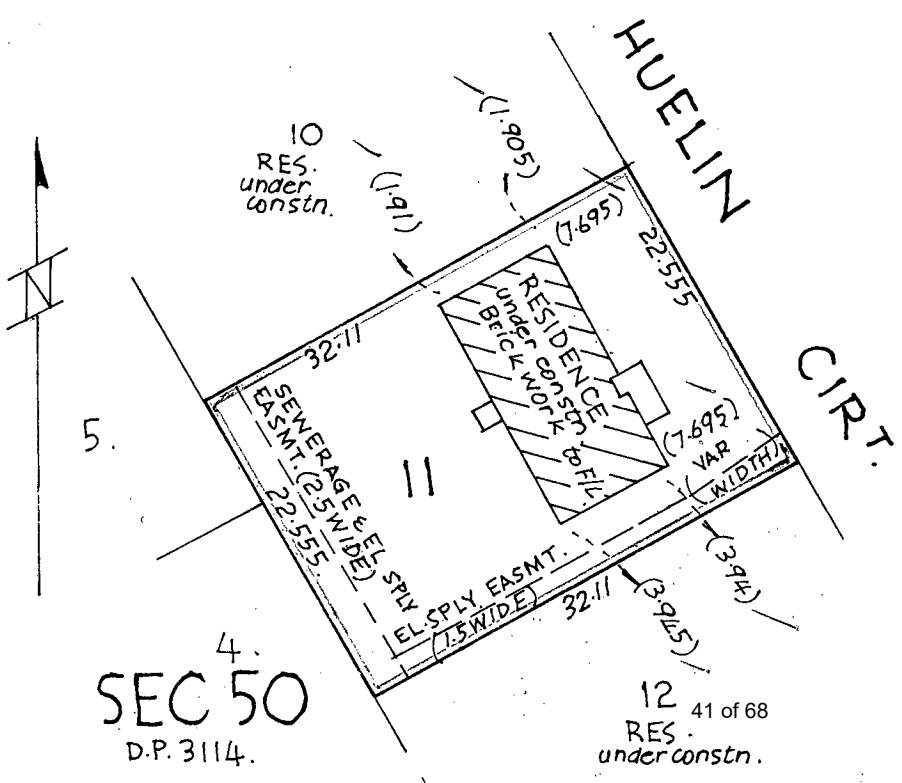 HUELIN
CIRT.
10
RES.
under
constn.
(1.91)
(1.905)
(7.695)
22.555
N
32.11
RESIDENCE
under constn
Brick work to F/L.
5.
SEWERAGE & EL SPLY
EASMT. (2.5 WIDE)
22.555
11
(7.695)
(VAR
WIDTH)
EL.SPLY EASMT.
(1.5 WIDE)
32.11
(3.945)
(3.94)
4.
SEC 50
D.P. 3114.
12
41 of 68
RES.
under constn.